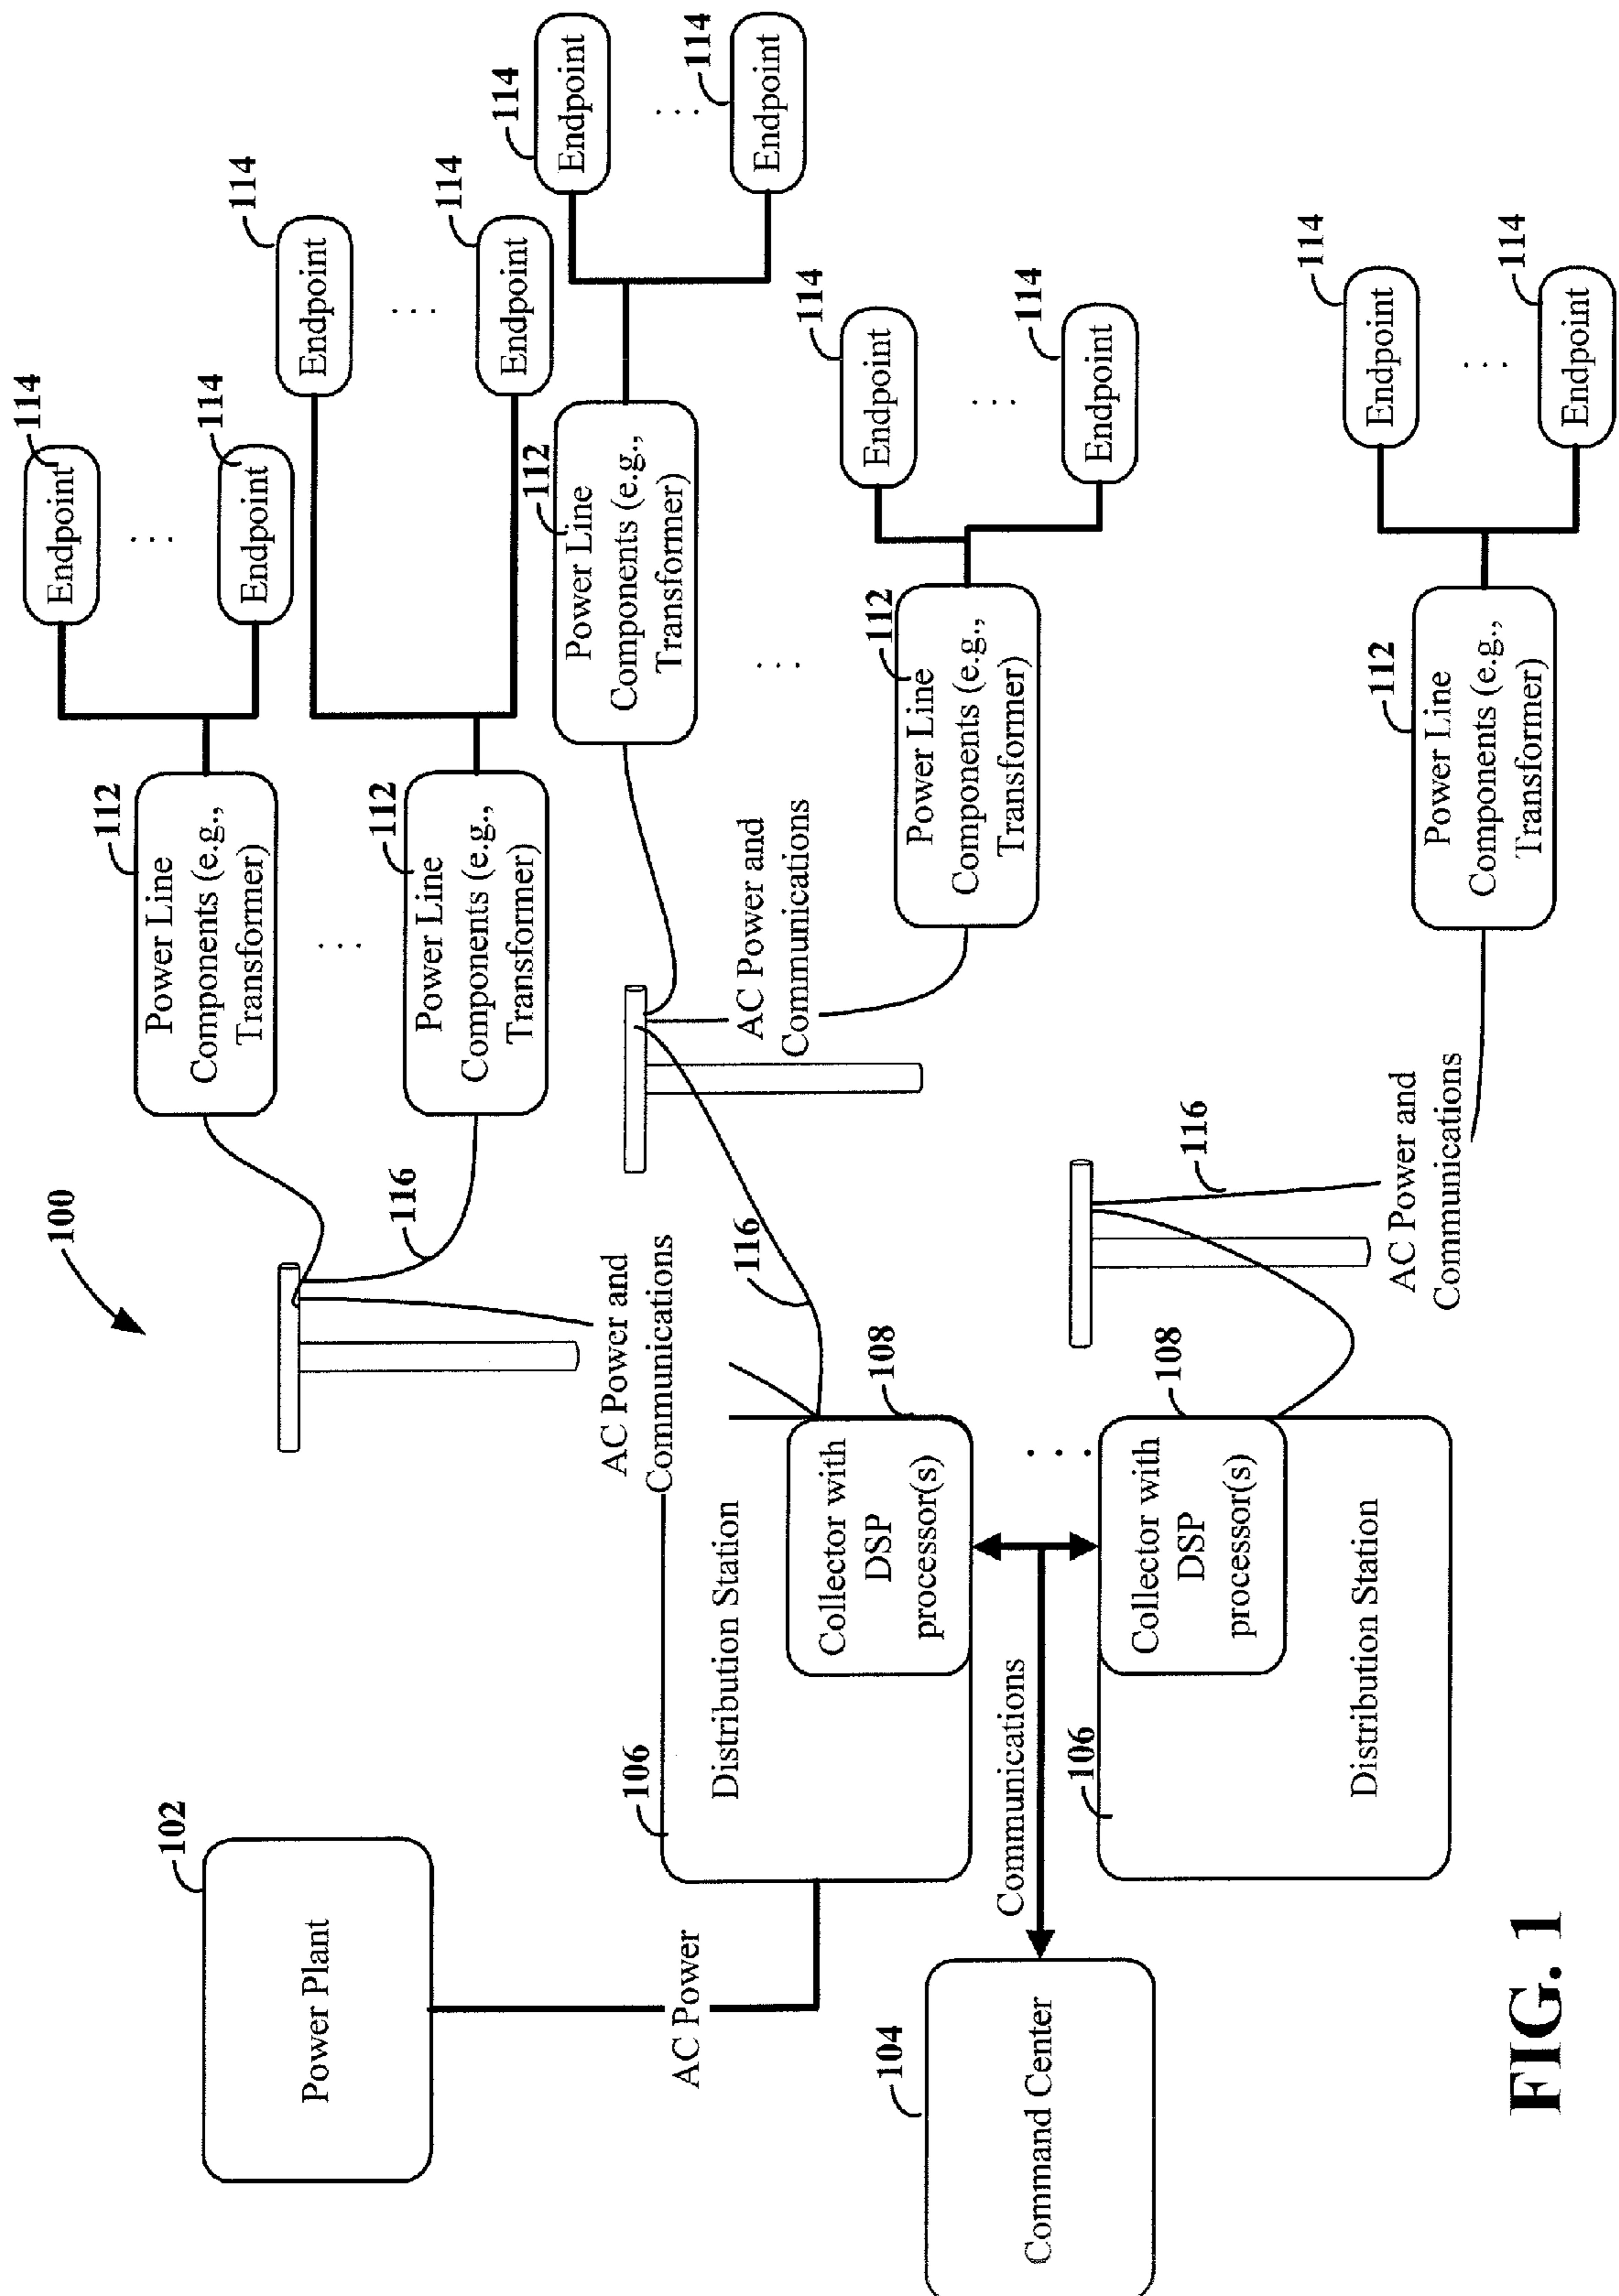 100
102
Power Plant
AC Power
104
Command Center
Communications
106
Distribution Station
108
Collector with
DSP
processor(s)
. . .
106
Distribution Station
108
Collector with
DSP
processor(s)
AC Power and
Communications
116
112
Power Line
Components (e.g.,
Transformer)
. . .
112
Power Line
Components (e.g.,
Transformer)
114
Endpoint
. . .
114
Endpoint
114
Endpoint
. . .
114
Endpoint
116
AC Power and
Communications
112
Power Line
Components (e.g.,
Transformer)
. . .
112
Power Line
Components (e.g.,
Transformer)
114
Endpoint
. . .
114
Endpoint
114
Endpoint
. . .
114
Endpoint
116
AC Power and
Communications
112
Power Line
Components (e.g.,
Transformer)
114
Endpoint
. . .
114
Endpoint
FIG. 1